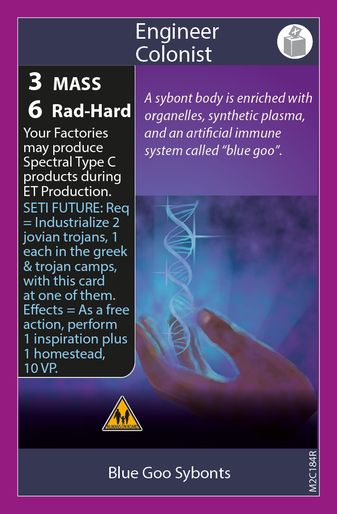 Engineer
Colonist
3 MASS
6 Rad-Hard
Your Factories
may produce
Spectral Type C
products during
ET Production.
SETI FUTURE: Req
= Industrialize 2
jovian trojans, 1
each in the greek
& trojan camps,
with this card
at one of them.
Effects = As a free
action, perform
1 inspiration plus
1 homestead,
10 VP.
A sybont body is enriched with
organelles, synthetic plasma,
and an artificial immune
system called “blue goo”.
Blue Goo Sybonts
M2C184R